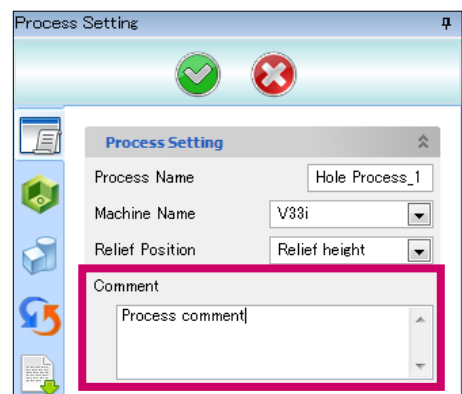 Process Setting
Process Setting
Process Name Hole Process_1
Machine Name V33i
Relief Position Relief height
Comment
Process comment